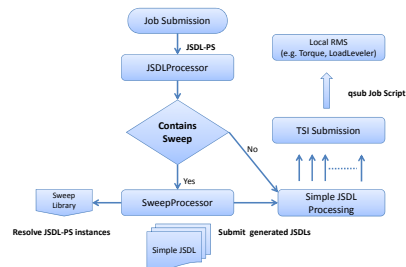 Job Submission
JSDL-PS
JSDLProcessor
Contains
Sweep
No
Yes
Sweep
Library
SweepProcessor
Resolve JSDL-PS instances
Simple JSDL
Submit generated JSDLs
Local RMS
(e.g. Torque, LoadLeveler)
qsub Job Script
TSI Submission
Simple JSDL
Processing